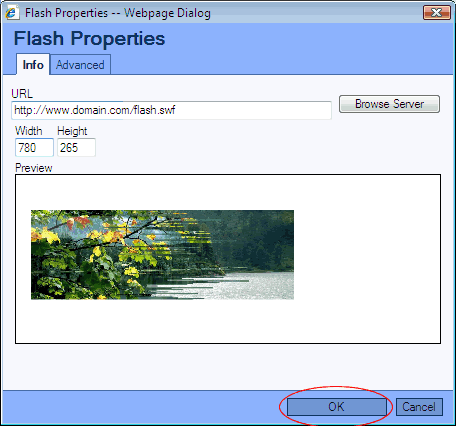 Flash Properties -- Webpage Dialog
Flash Properties
Info Advanced
URL
http://www.domain.com/flash.swf
Browse Server
Width Height
780 265
Preview
OK Cancel